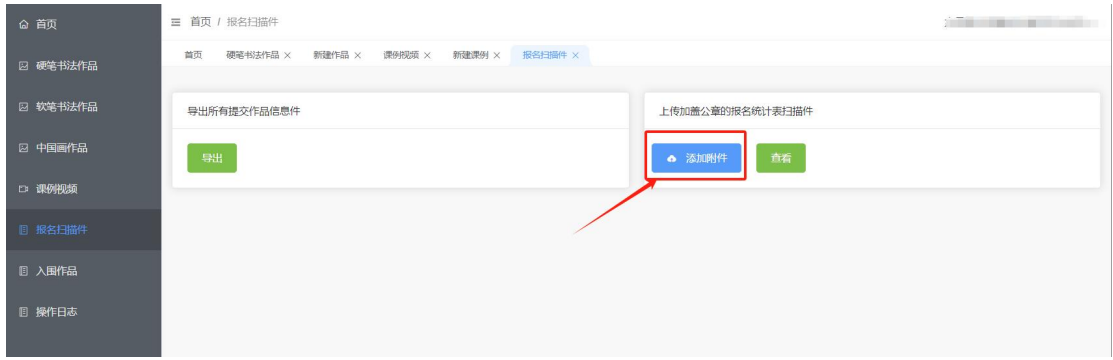 首页
硬笔书法作品
软笔书法作品
中国画作品
课例视频
报名扫描件
入围作品
操作日志
首页 / 报名扫描件
首页 硬笔书法作品 × 新建作品 × 课例视频 × 新建课例 × 报名扫描件 ×
导出所有提交作品信息件
导出
上传加盖公章的报名统计表扫描件
添加附件 查看